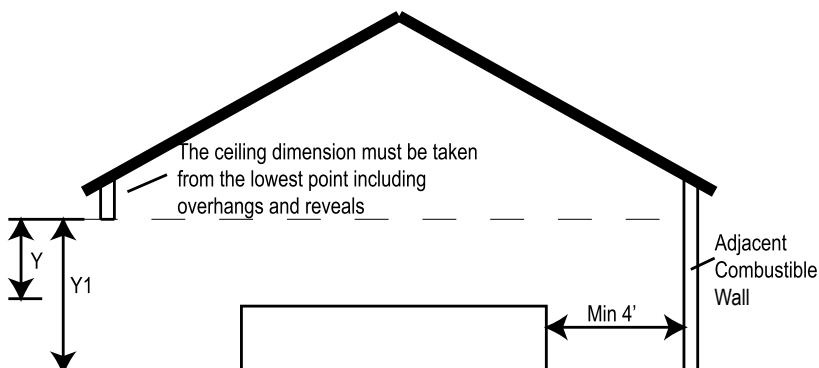 The ceiling dimension must be taken
from the lowest point including
overhangs and reveals
Y
Y1
Min 4’
Adjacent
Combustible
Wall